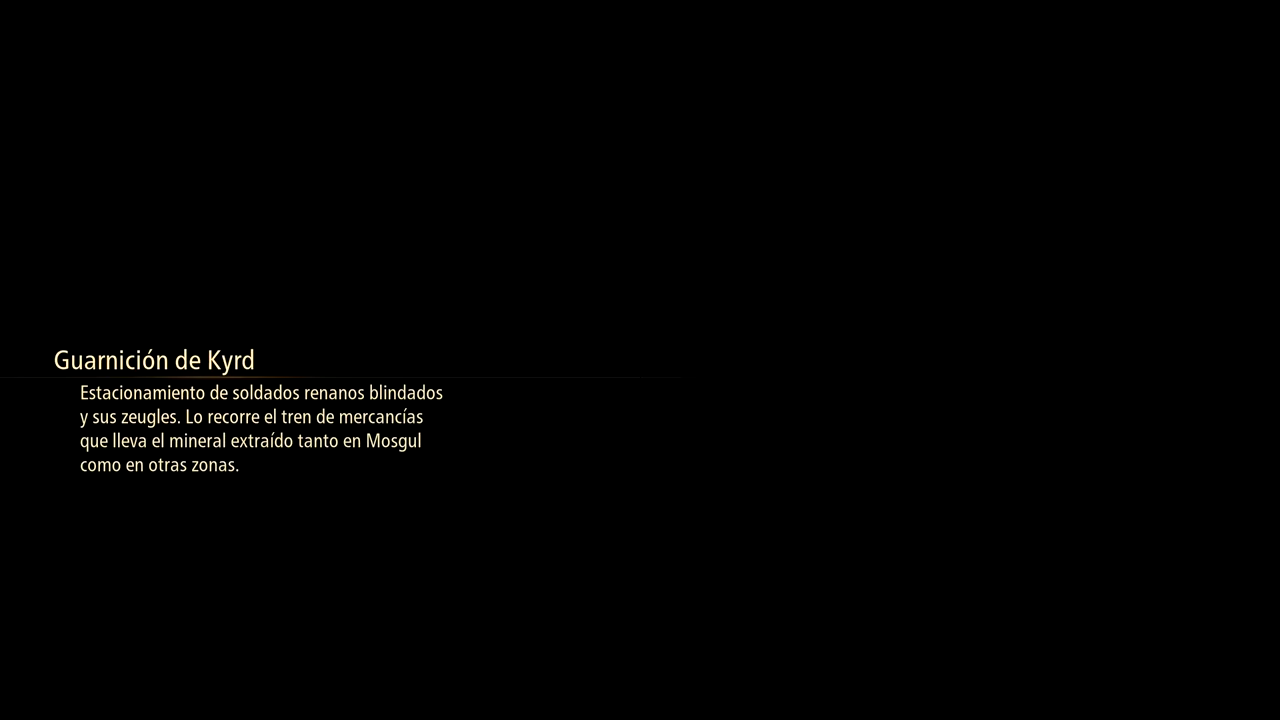 Guarnición de Kyrd
Estacionamiento de soldados renanos blindados
y sus zeugles. Lo recorre el tren de mercancías
que lleva el mineral extraído tanto en Mosgul
como en otras zonas.